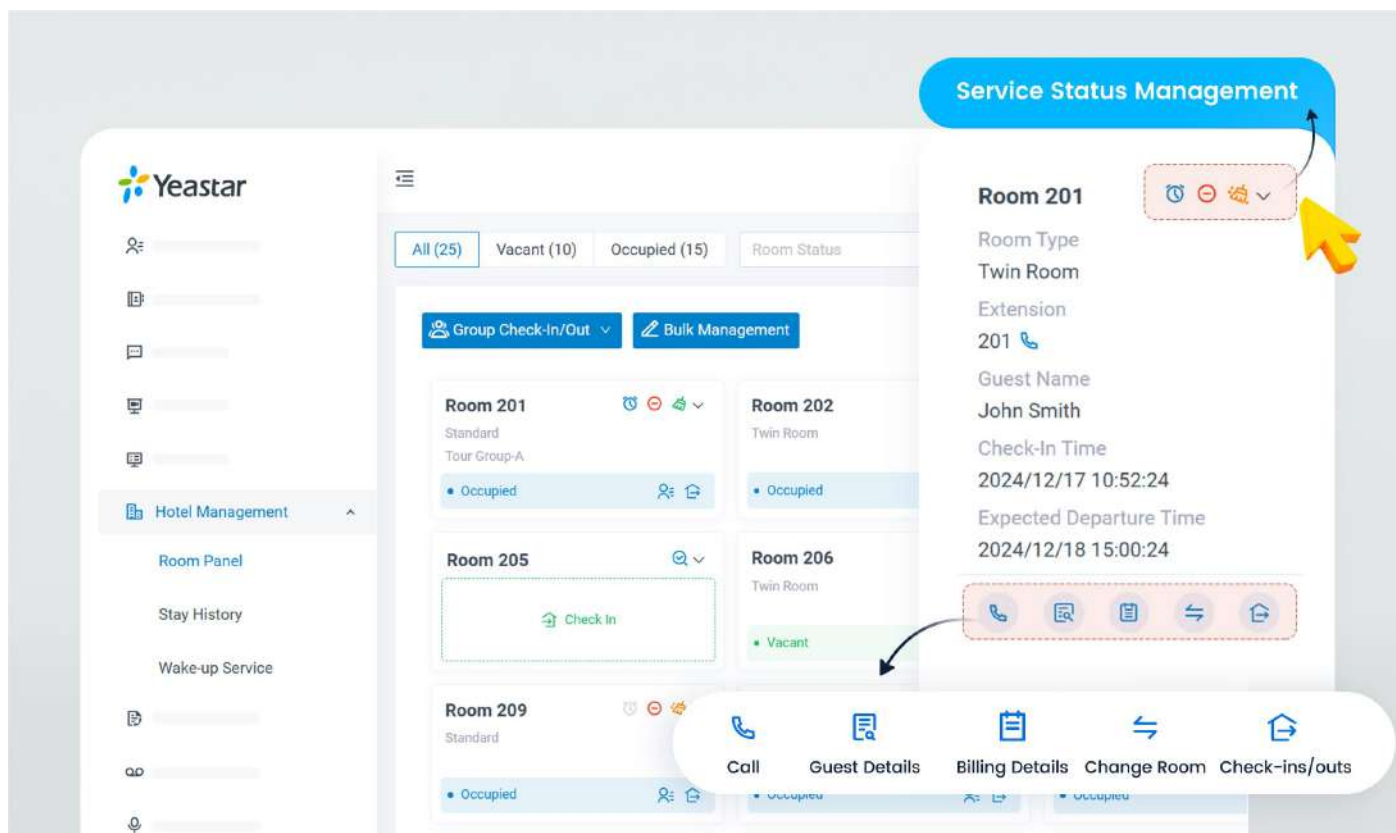 Service Status Management
Yeastar
All (25)
Vacant (10)
Occupied (15)
Room Status
Group Check-In/Out
Bulk Management
Room 201
Standard
Tour Group-A
Occupied
Room 202
Twin Room
Occupied
Hotel Management
Room Panel
Stay History
Wake-up Service
Room 205
Check In
Room 206
Twin Room
Vacant
Room 209
Standard
Occupied
Occupied
Occupied
Room 201
Room Type
Twin Room
Extension
201
Guest Name
John Smith
Check-In Time
2024/12/17 10:52:24
Expected Departure Time
2024/12/18 15:00:24
Call
Guest Details
Billing Details
Change Room
Check-ins/outs